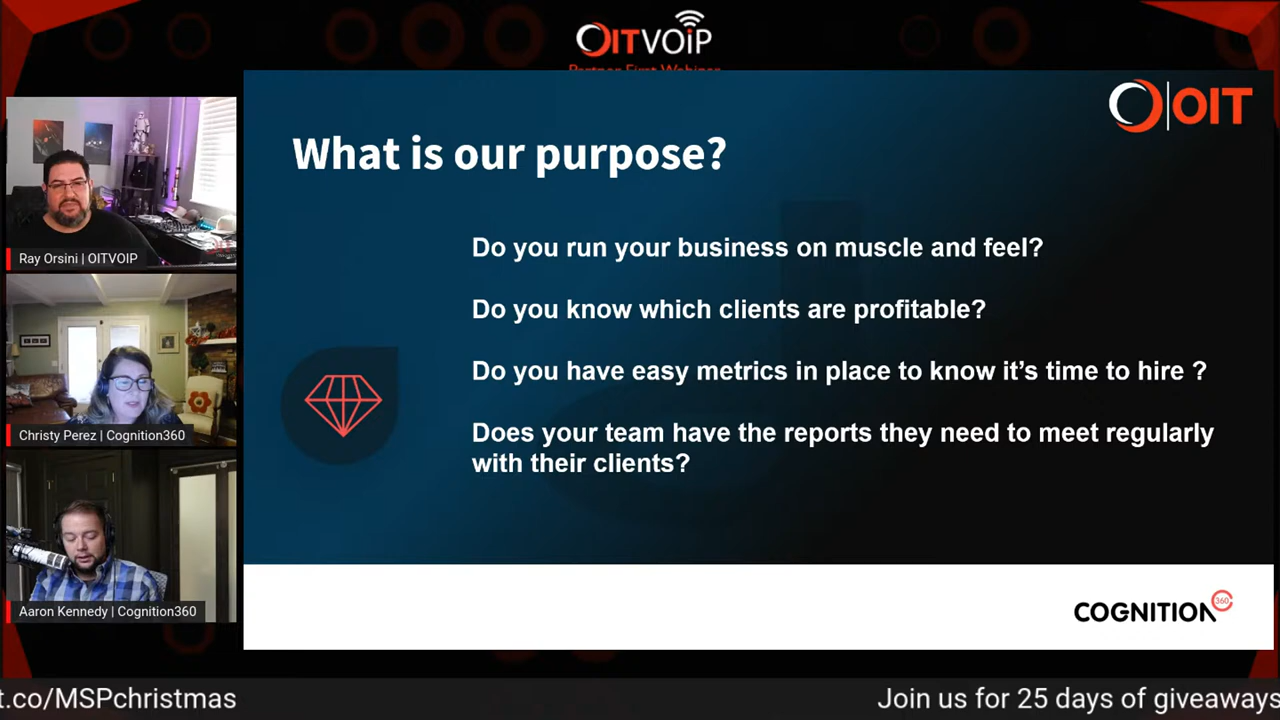 OITVOIP
Partner First Webinar
OIT
What is our purpose?
Do you run your business on muscle and feel?
Do you know which clients are profitable?
Do you have easy metrics in place to know it's time to hire ?
Does your team have the reports they need to meet regularly
with their clients?
Ray Orsini | OITVOIP
Christy Perez | Cognition360
Aaron Kennedy | Cognition360
COGNITION 360
t.co/MSPchristmas
Join us for 25 days of giveaways